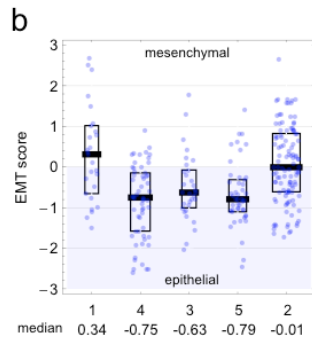 b
3
mesenchymal
2
1
0
−1
−2
−3
EMT score
epithelial
1 4 3 5 2
median 0.34 -0.75 -0.63 -0.79 -0.01